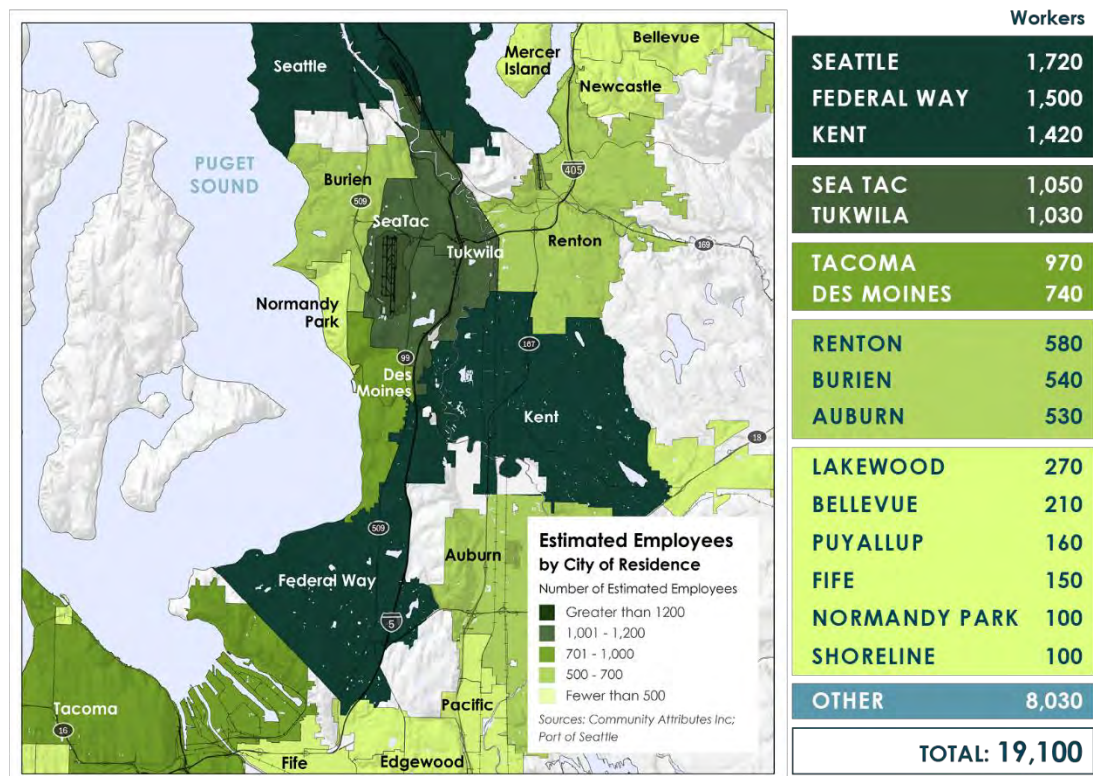 Seattle
Mercer
Island
Bellevue
Newcastle
PUGET
SOUND
405
Burien
509
SeaTac
Tukwila
Renton
169
Normandy
Park
99
Des
Moines
167
Kent
18
509
Federal Way
Auburn
5
Tacoma
16
Pacific
Fife
Edgewood
Estimated Employees
by City of Residence
Number of Estimated Employees
Greater than 1200
1,001 - 1,200
701 - 1,000
500 - 700
Fewer than 500
Sources: Community Attributes Inc;
Port of Seattle
Workers
SEATTLE 1,720
FEDERAL WAY 1,500
KENT 1,420
SEA TAC 1,050
TUKWILA 1,030
TACOMA 970
DES MOINES 740
RENTON 580
BURIEN 540
AUBURN 530
LAKEWOOD 270
BELLEVUE 210
PUYALLUP 160
FIFE 150
NORMANDY PARK 100
SHORELINE 100
OTHER 8,030
TOTAL: 19,100